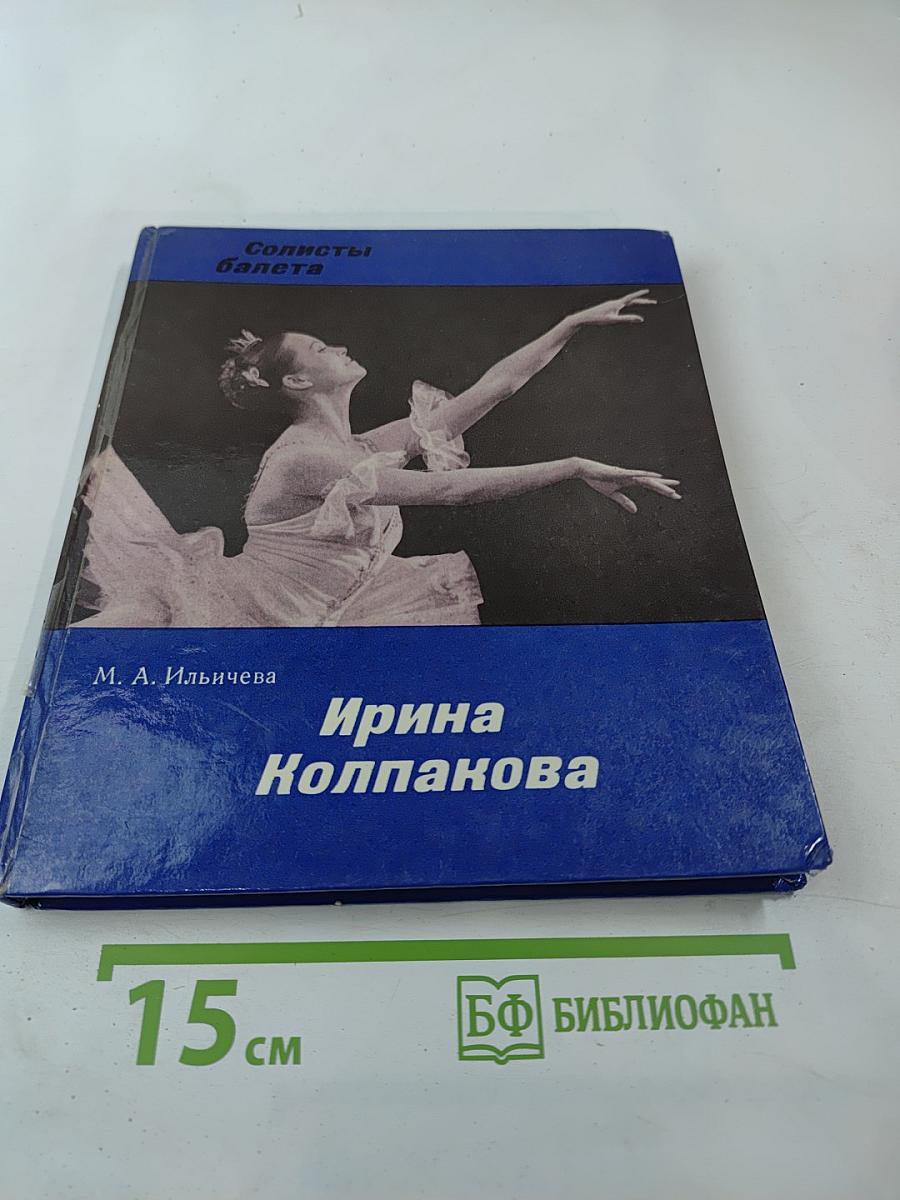 Солисты
балета
М. А. Ильичева
Ирина
Колпакова
15 см
БФ БИБЛИОФАН